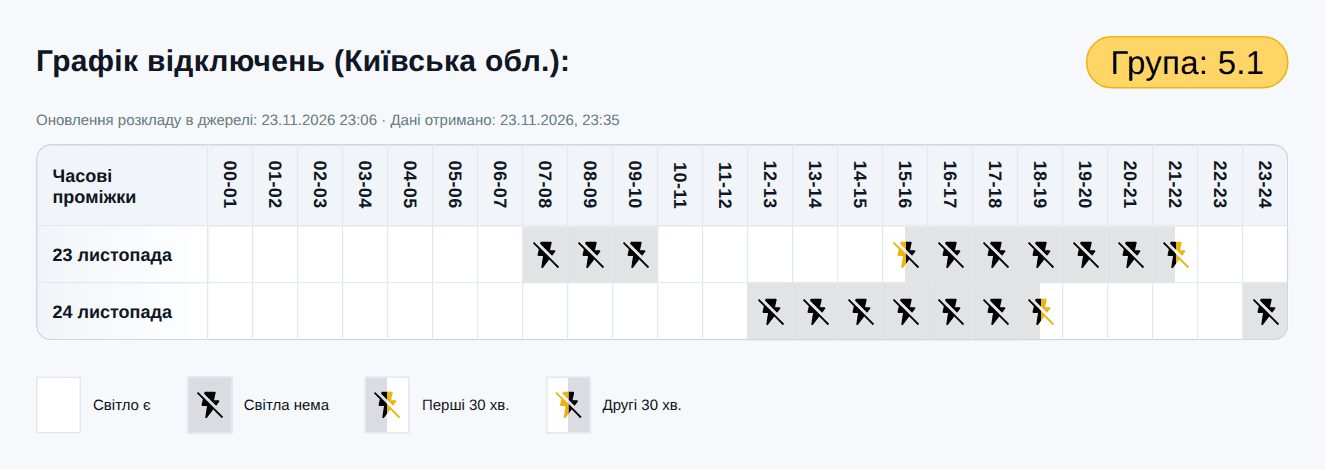 Графік відключень (Київська обл.):
Група: 5.1
Оновлення розкладу в джерелі: 23.11.2026 23:06 · Дані отримано: 23.11.2026, 23:35
Часові
проміжки
00-01
01-02
02-03
03-04
04-05
05-06
06-07
07-08
08-09
09-10
10-11
11-12
12-13
13-14
14-15
15-16
16-17
17-18
18-19
19-20
20-21
21-22
22-23
23-24
23 листопада
24 листопада
Світло є
Світла нема
Перші 30 хв.
Другі 30 хв.